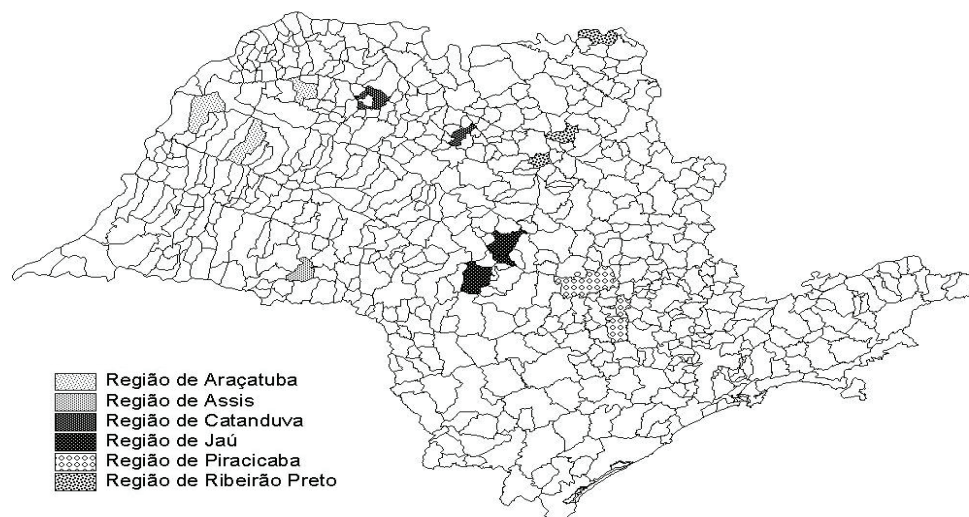 Região de Araçatuba
Região de Assis
Região de Catanduva
Região de Jaú
Região de Piracicaba
Região de Ribeirão Preto